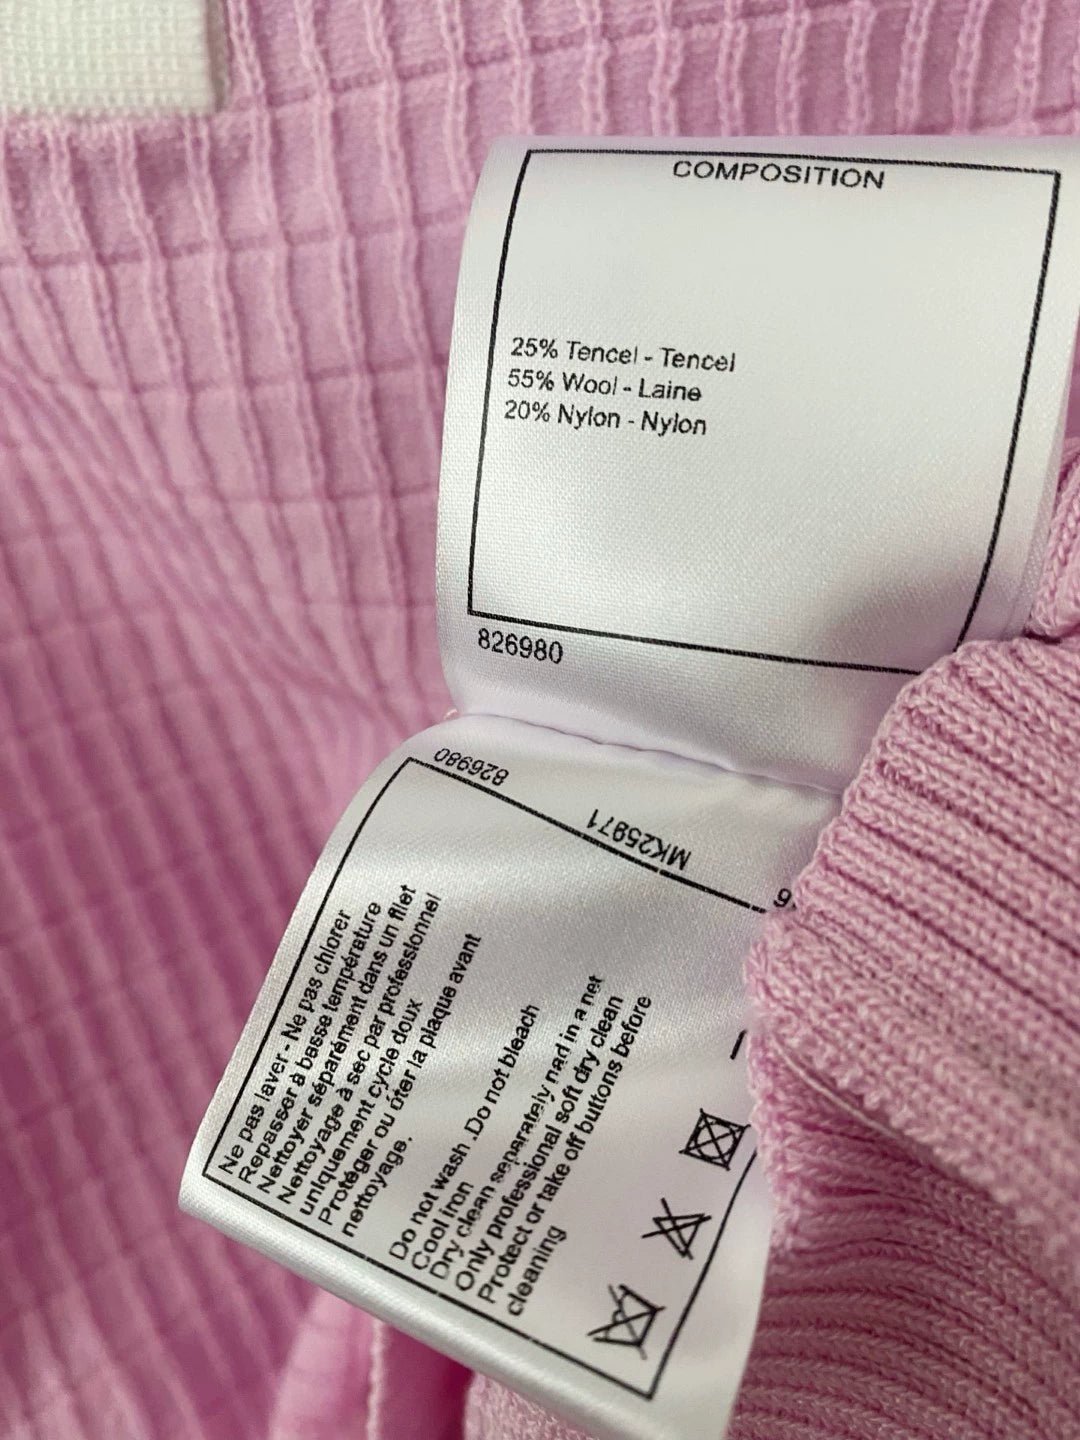 COMPOSITION
25% Tencel - Tencel
55% Wool - Laine
20% Nylon - Nylon
826980
826980
MK25971
Ne pas laver - Ne pas chlorer
Repasser à basse température
Nettoyer séparément dans un filet
Nettoyage à sec par professionnel
uniquement cycle doux
Protéger ou ôter la plaque avant
nettoyage.
Do not wash .Do not bleach
Cool iron
Dry clean separately nad in a net
Only professional soft dry clean
Protect or take off buttons before
cleaning